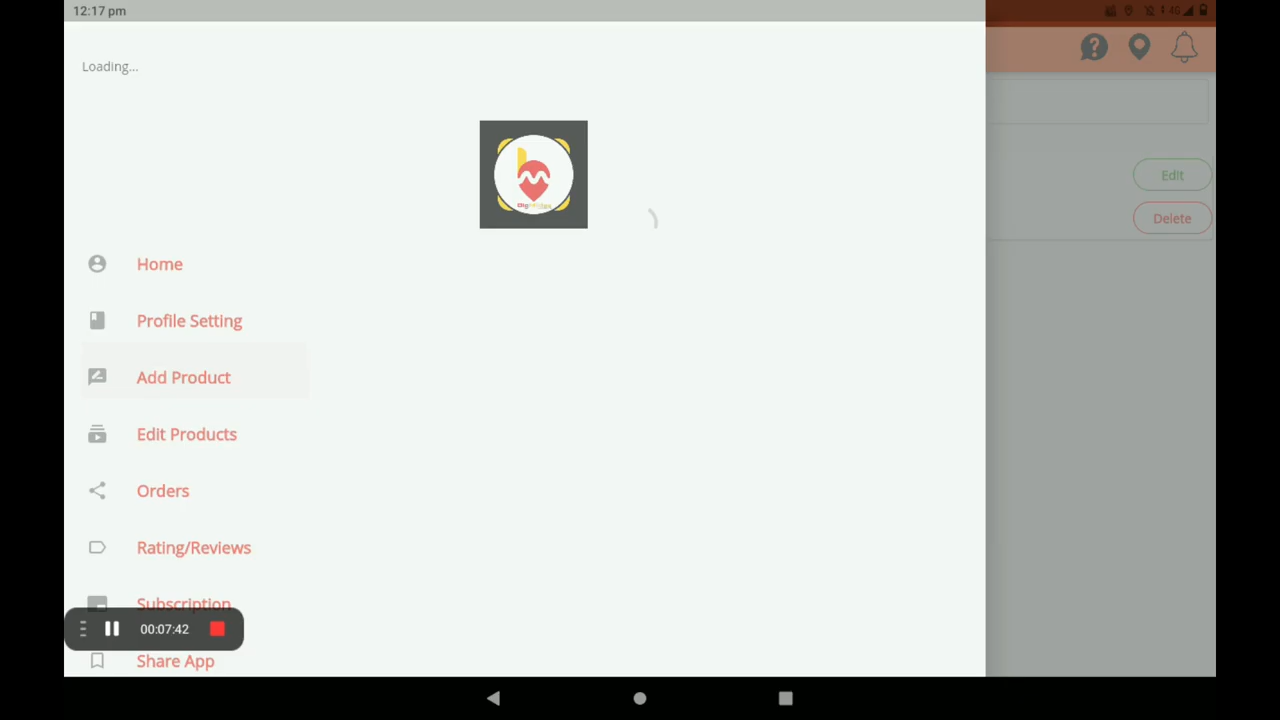 12:17 pm
4G
Loading...
Home
Profile Setting
Add Product
Edit Products
Orders
Rating/Reviews
Subscription
Share App
00:07:42
Edit
Delete